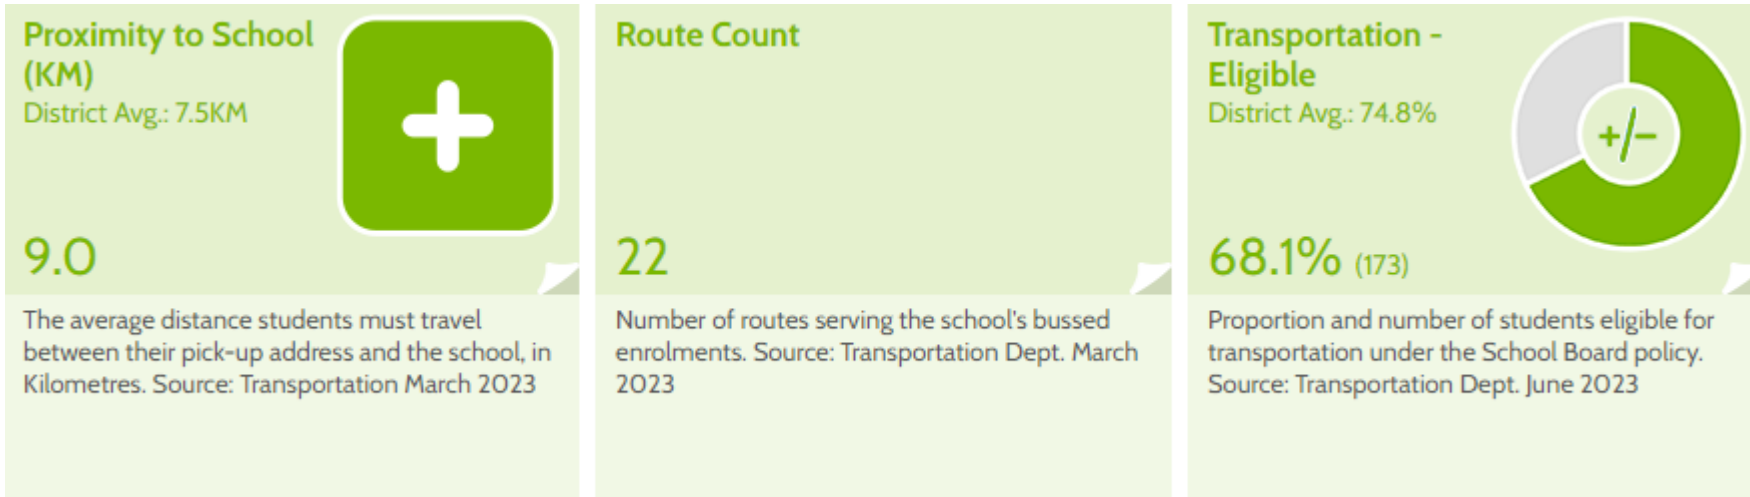 Proximity to School
(KM)
District Avg.: 7.5KM
9.0
The average distance students must travel
between their pick-up address and the school, in
Kilometres. Source: Transportation March 2023
Route Count
22
Number of routes serving the school's bussed
enrolments. Source: Transportation Dept. March
2023
Transportation -
Eligible
District Avg.: 74.8%
+/-
68.1% (173)
Proportion and number of students eligible for
transportation under the School Board policy.
Source: Transportation Dept. June 2023